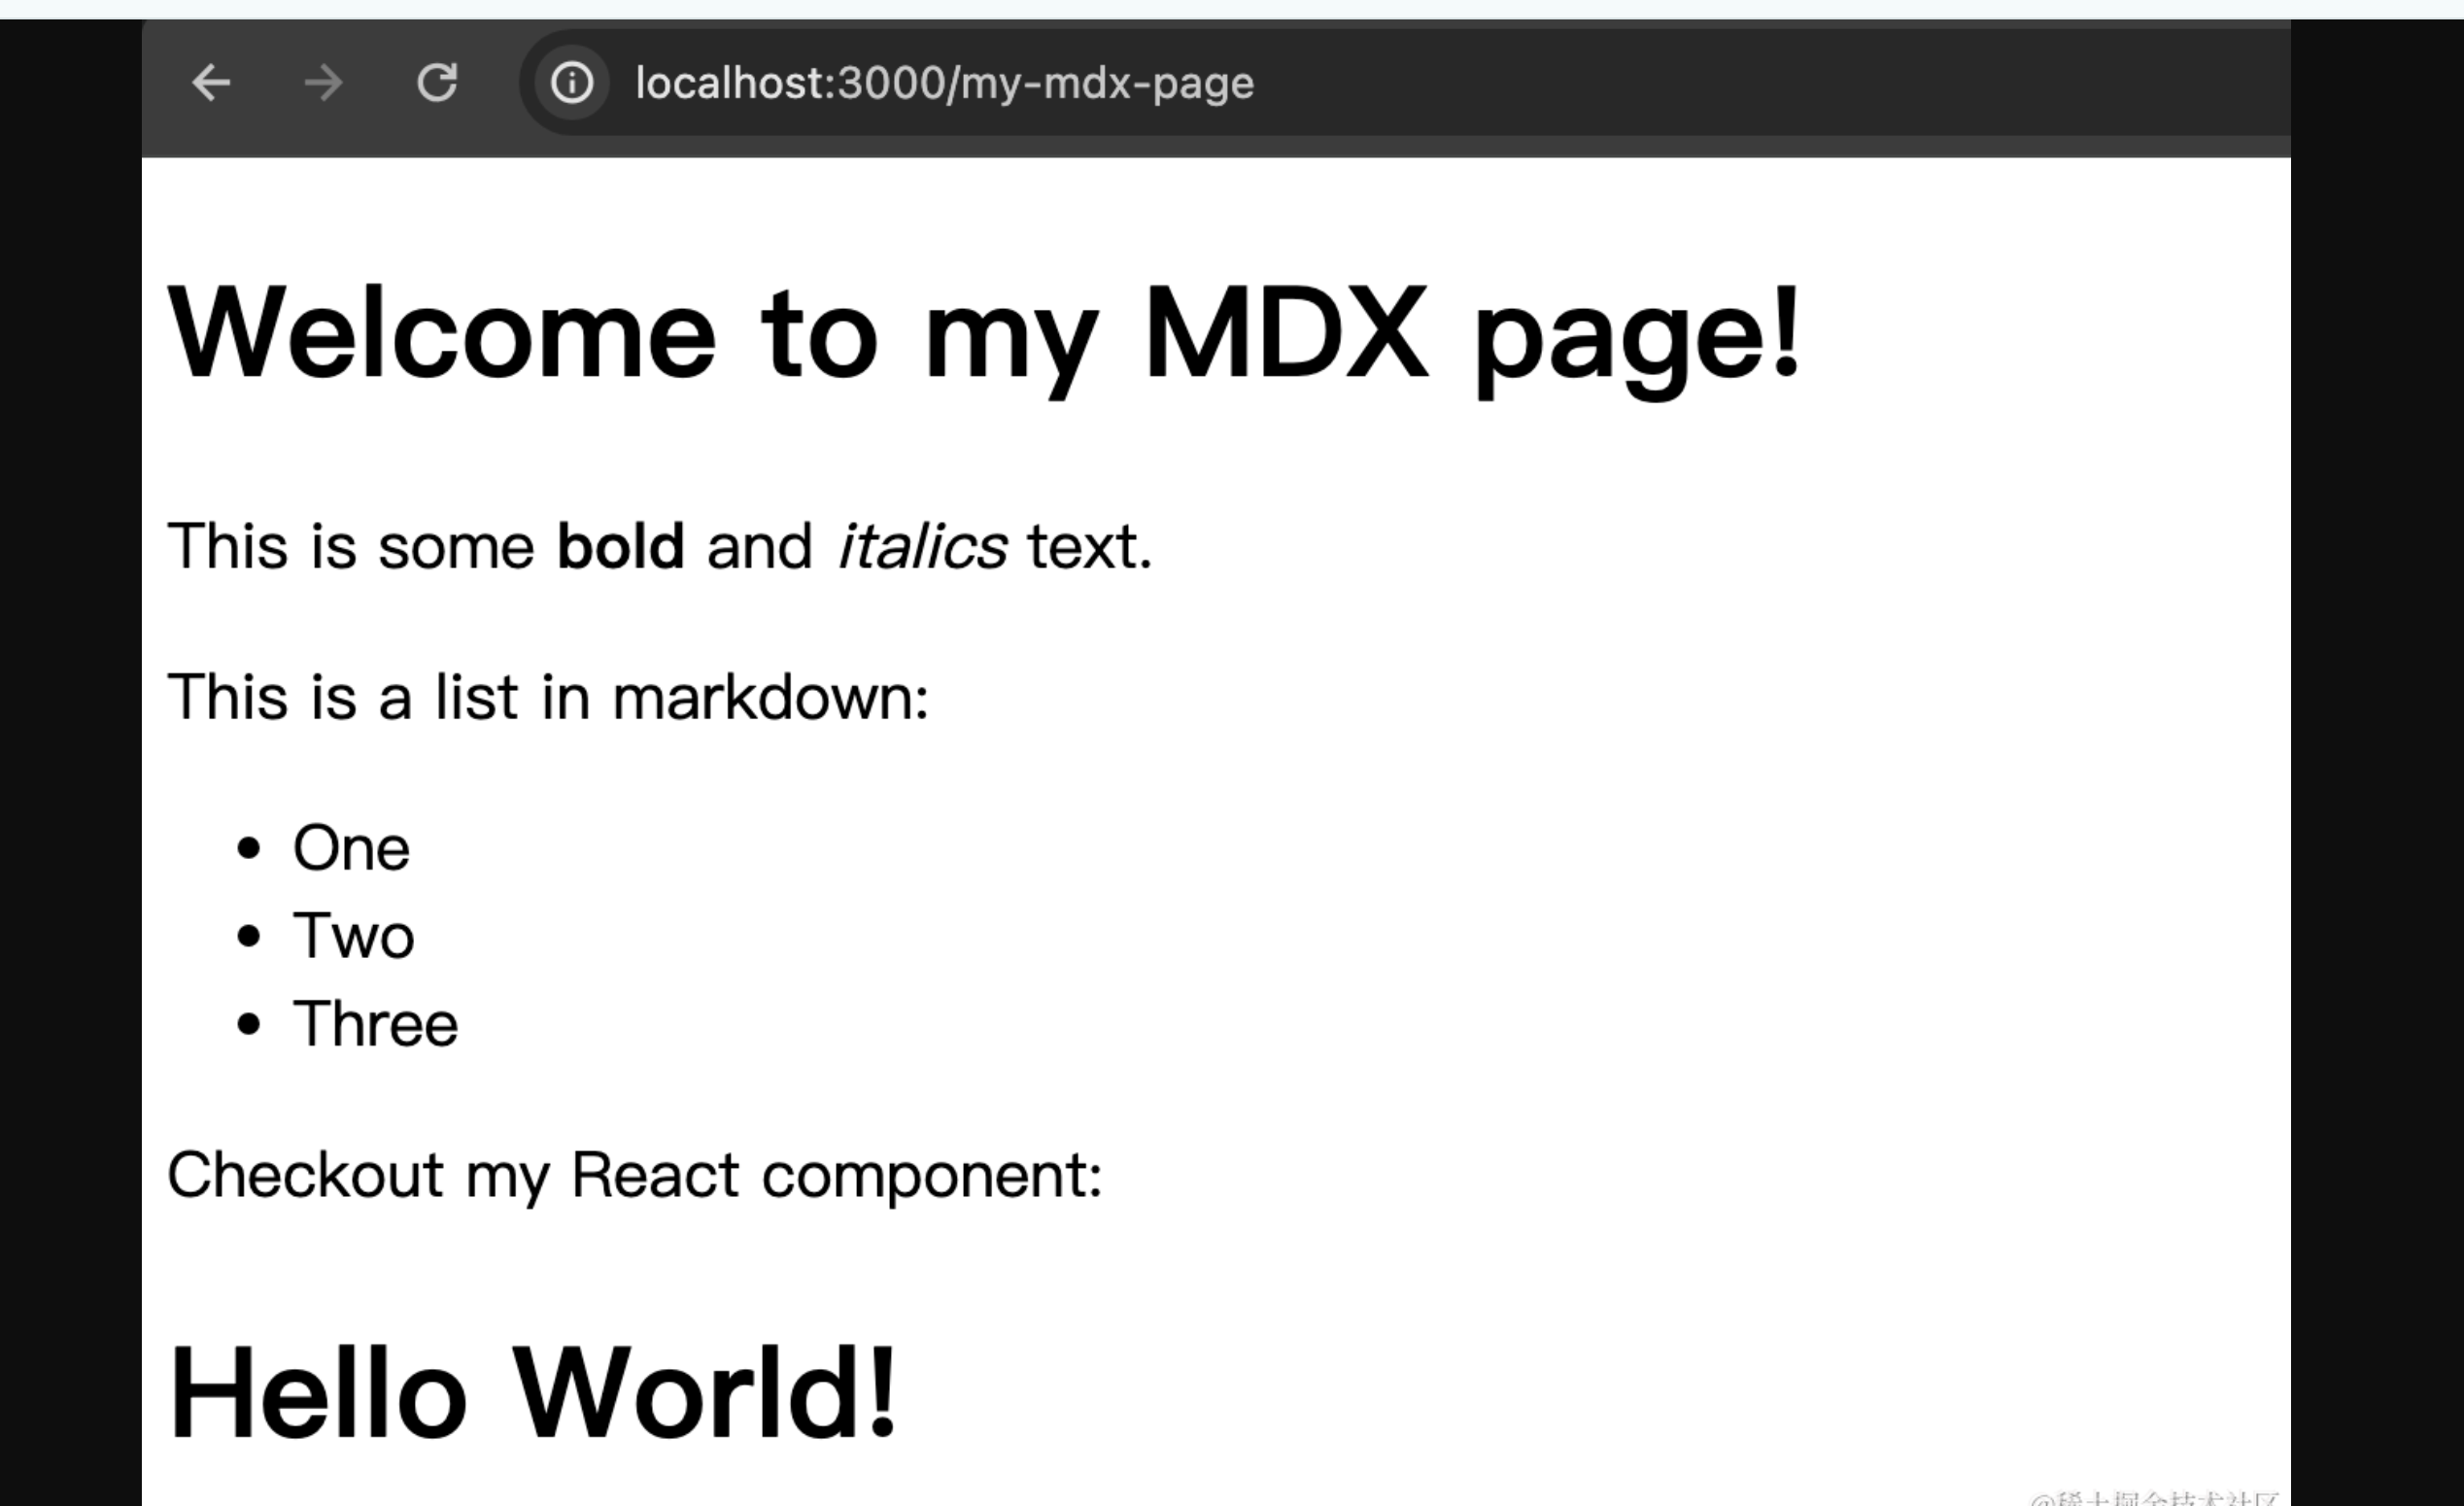 localhost:3000/my-mdx-page
Welcome to my MDX page!
This is some bold and italics text.
This is a list in markdown:
• One
• Two
• Three
Checkout my React component:
Hello World!
@稀土掘金技术社区